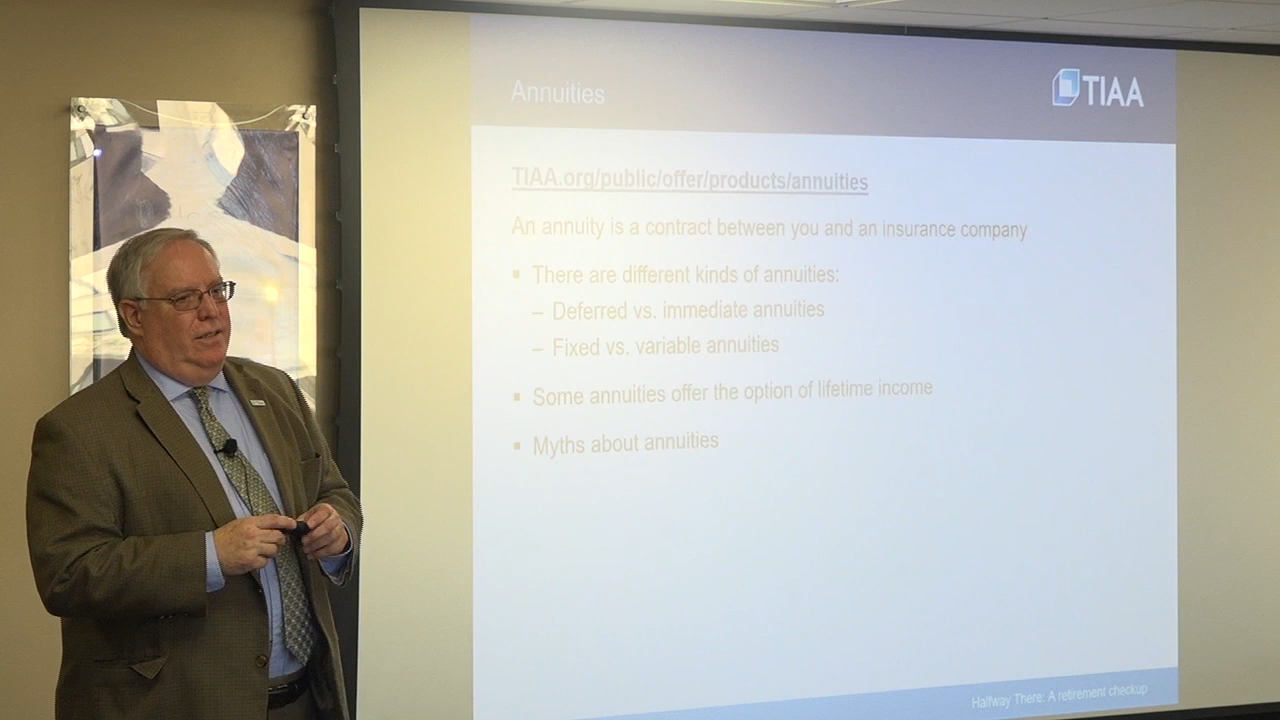 Annuities
TIAA
TIAA.org/public/offer/products/annuities
An annuity is a contract between you and an insurance company
▪ There are different kinds of annuities:
– Deferred vs. immediate annuities
– Fixed vs. variable annuities
▪ Some annuities offer the option of lifetime income
▪ Myths about annuities
Halfway There: A retirement checkup